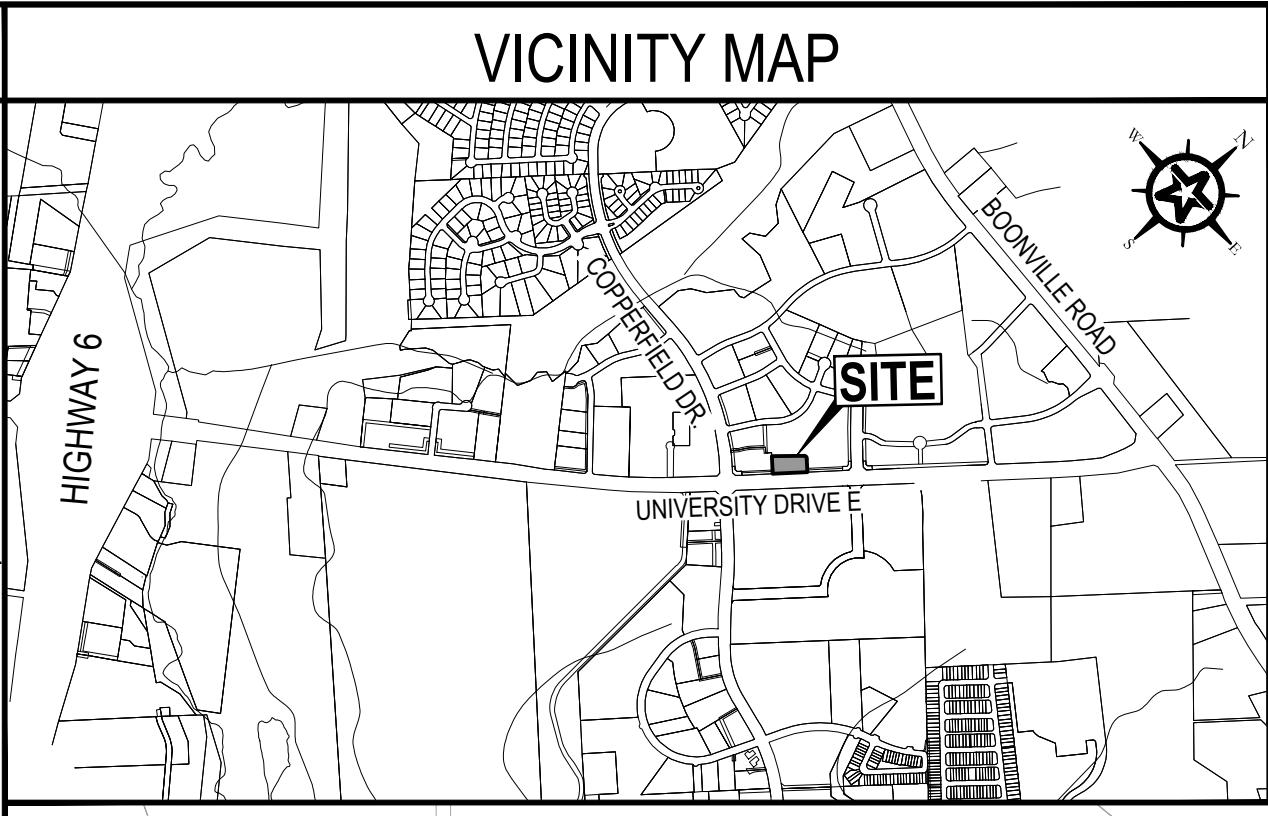 VICINITY MAP
W
N
S
E
BOONVILLE ROAD
COPPERFIELD DR.
HIGHWAY 6
SITE
UNIVERSITY DRIVE E